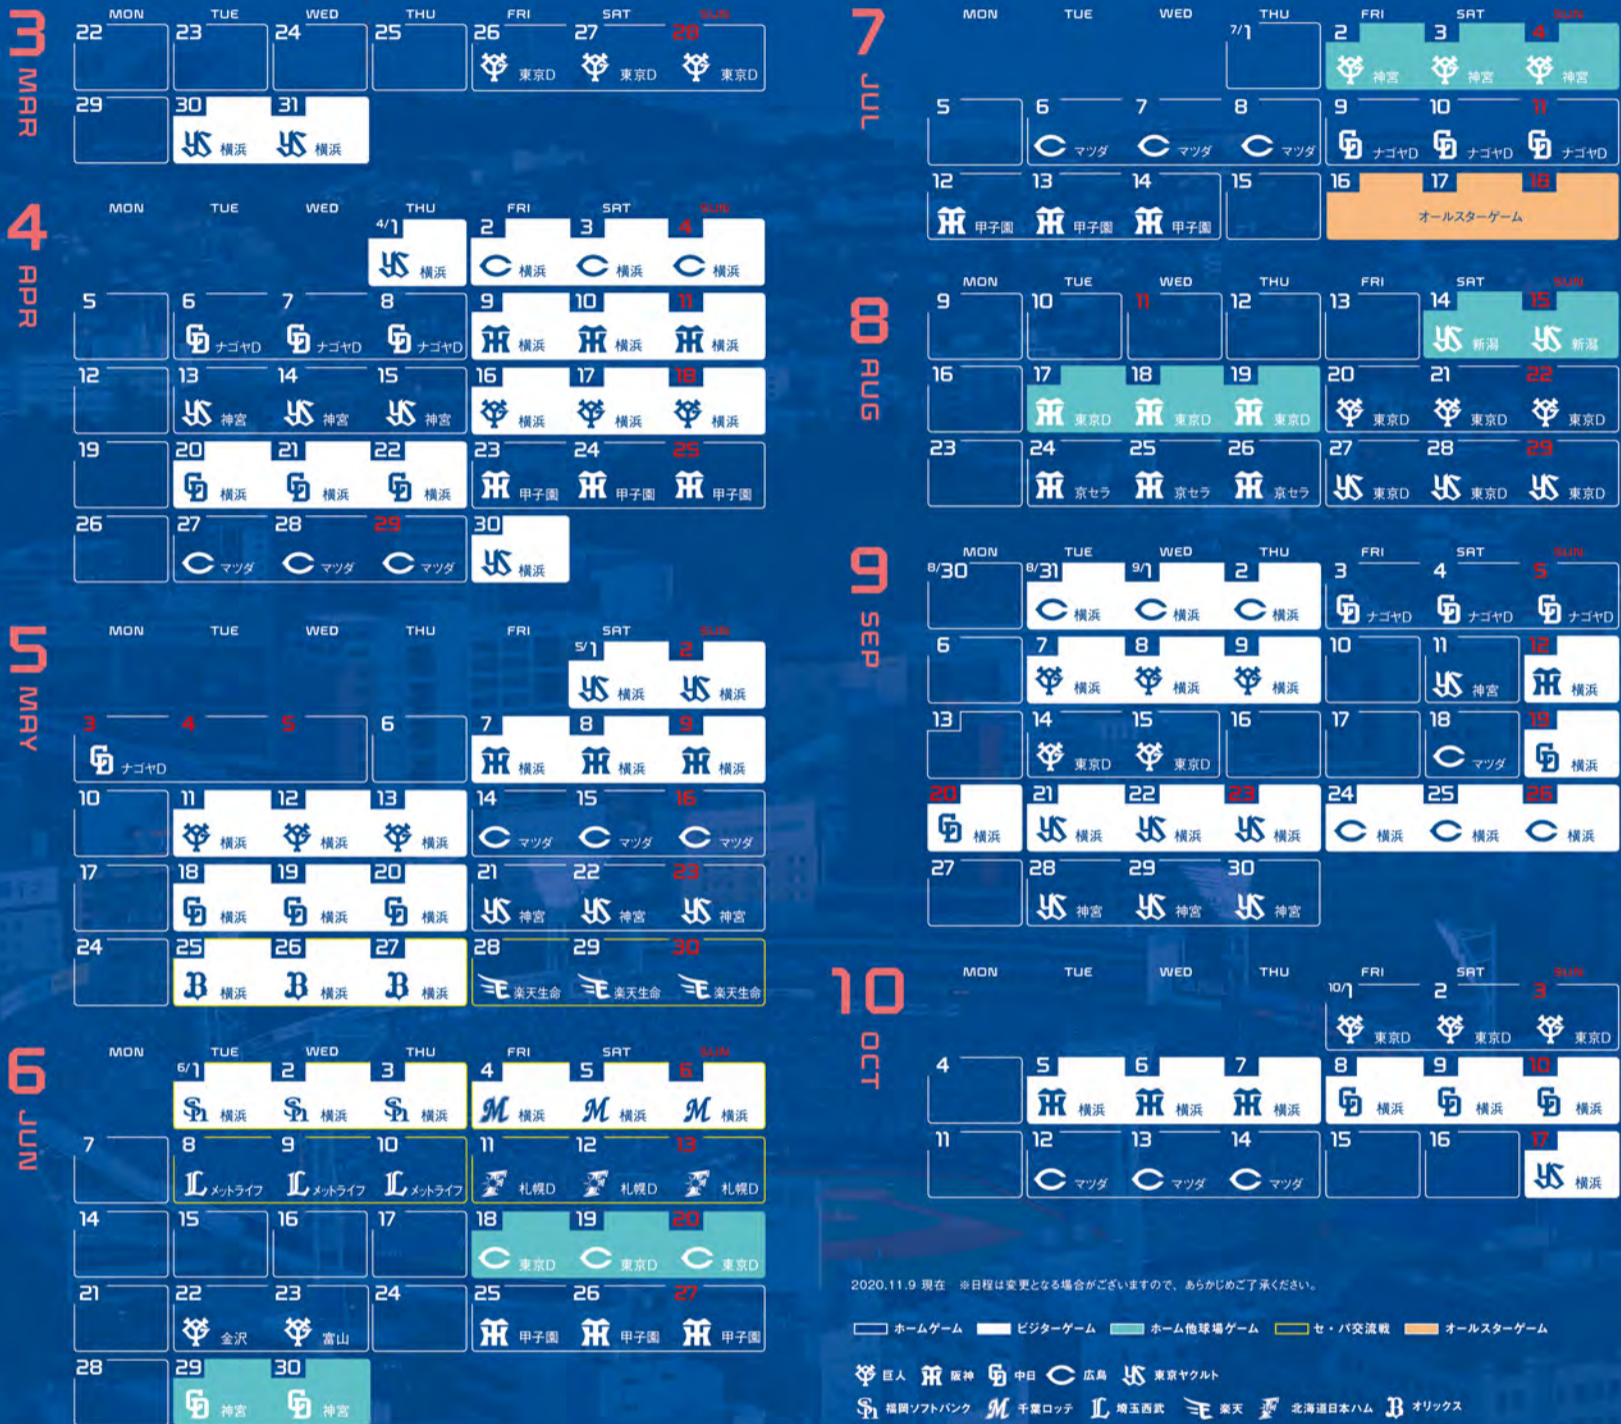 3 MAR
MON TUE WED THU FRI SAT SUN
22 23 24 25 26 27 28
東京D 東京D 東京D
29 30 31
横浜 横浜
4 APR
MON TUE WED THU FRI SAT SUN
4/1 2 3 4
横浜 横浜 横浜 横浜
5 6 7 8 9 10 11
ナゴヤD ナゴヤD ナゴヤD 横浜 横浜 横浜
12 13 14 15 16 17 18
神宮 神宮 神宮 横浜 横浜 横浜
19 20 21 22 23 24 25
横浜 横浜 横浜 甲子園 甲子園 甲子園
26 27 28 29 30
マツダ マツダ マツダ 横浜
5 MAY
MON TUE WED THU FRI SAT SUN
5/1 2
横浜 横浜
3 4 5 6 7 8 9
ナゴヤD 横浜 横浜 横浜
10 11 12 13 14 15 16
横浜 横浜 横浜 マツダ マツダ マツダ
17 18 19 20 21 22 23
横浜 横浜 横浜 神宮 神宮 神宮
24 25 26 27 28 29 30
横浜 横浜 横浜 楽天生命 楽天生命 楽天生命
6 JUN
MON TUE WED THU FRI SAT SUN
6/1 2 3 4 5 6
横浜 横浜 横浜 横浜 横浜 横浜
7 8 9 10 11 12 13
メットライフ メットライフ メットライフ 札幌D 札幌D 札幌D
14 15 16 17 18 19 20
東京D 東京D 東京D
21 22 23 24 25 26 27
金沢 富山 甲子園 甲子園 甲子園
28 29 30
神宮 神宮
7 JUL
MON TUE WED THU FRI SAT SUN
7/1 2 3 4
神宮 神宮 神宮
5 6 7 8 9 10 11
マツダ マツダ マツダ ナゴヤD ナゴヤD ナゴヤD
12 13 14 15 16 17 18
甲子園 甲子園 甲子園 オールスターゲーム
8 AUG
MON TUE WED THU FRI SAT SUN
9 10 11 12 13 14 15
新潟 新潟
16 17 18 19 20 21 22
東京D 東京D 東京D 東京D 東京D 東京D
23 24 25 26 27 28 29
京セラ 京セラ 京セラ 東京D 東京D 東京D
9 SEP
MON TUE WED THU FRI SAT SUN
8/30 8/31 9/1 2 3 4 5
横浜 横浜 横浜 ナゴヤD ナゴヤD ナゴヤD
6 7 8 9 10 11 12
横浜 横浜 横浜 神宮 横浜
13 14 15 16 17 18 19
東京D 東京D マツダ 横浜
20 21 22 23 24 25 26
横浜 横浜 横浜 横浜 横浜 横浜 横浜
27 28 29 30
神宮 神宮 神宮
10 OCT
MON TUE WED THU FRI SAT SUN
10/1 2 3
東京D 東京D 東京D
4 5 6 7 8 9 10
横浜 横浜 横浜 横浜 横浜 横浜
11 12 13 14 15 16 17
マツダ マツダ マツダ 横浜
2020.11.9 現在 ※日程は変更となる場合がございますので、あらかじめご了承ください。
ホームゲーム ビジターゲーム ホーム他球場ゲーム セ・パ交流戦 オールスターゲーム
巨人 阪神 中日 広島 東京ヤクルト
福岡ソフトバンク 千葉ロッテ 埼玉西武 楽天 北海道日本ハム オリックス